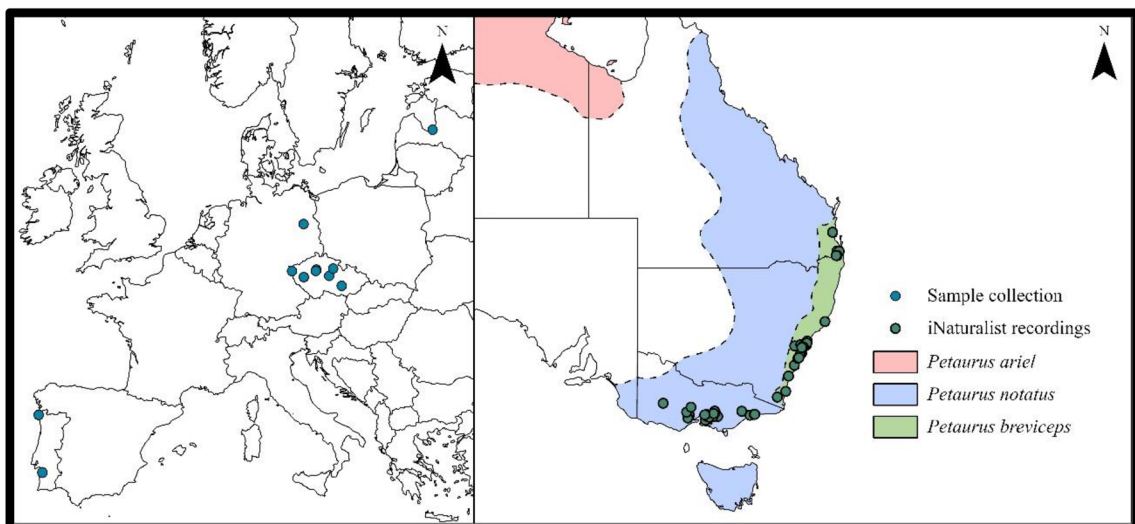 N
N
Sample collection
iNaturalist recordings
Petaurus ariel
Petaurus notatus
Petaurus breviceps